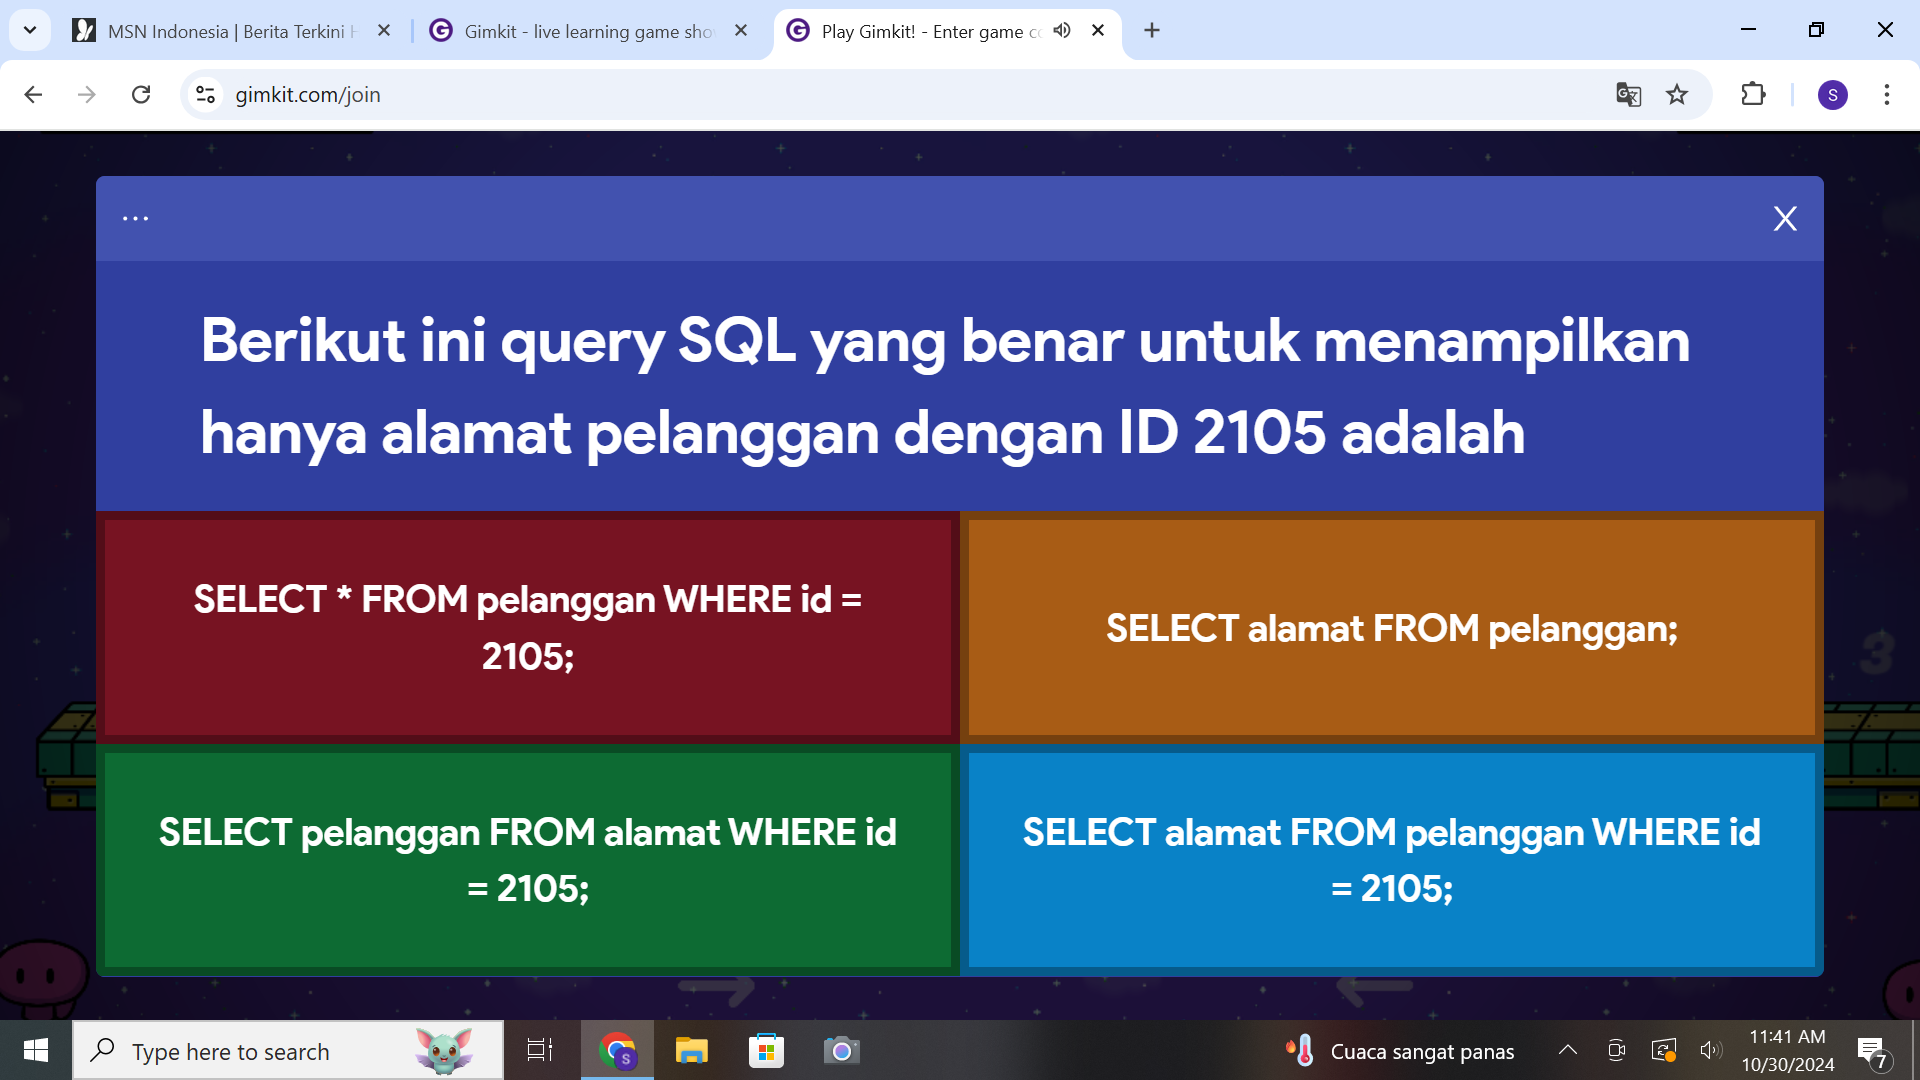 MSN Indonesia | Berita Terkini H
Gimkit - live learning game sho
Play Gimkit! - Enter game co
gimkit.com/join
S
...
X
Berikut ini query SQL yang benar untuk menampilkan
hanya alamat pelanggan dengan ID 2105 adalah
SELECT * FROM pelanggan WHERE id =
2105;
SELECT alamat FROM pelanggan;
SELECT pelanggan FROM alamat WHERE id
= 2105;
SELECT alamat FROM pelanggan WHERE id
= 2105;
3
Type here to search
S
Cuaca sangat panas
11:41 AM
10/30/2024
7